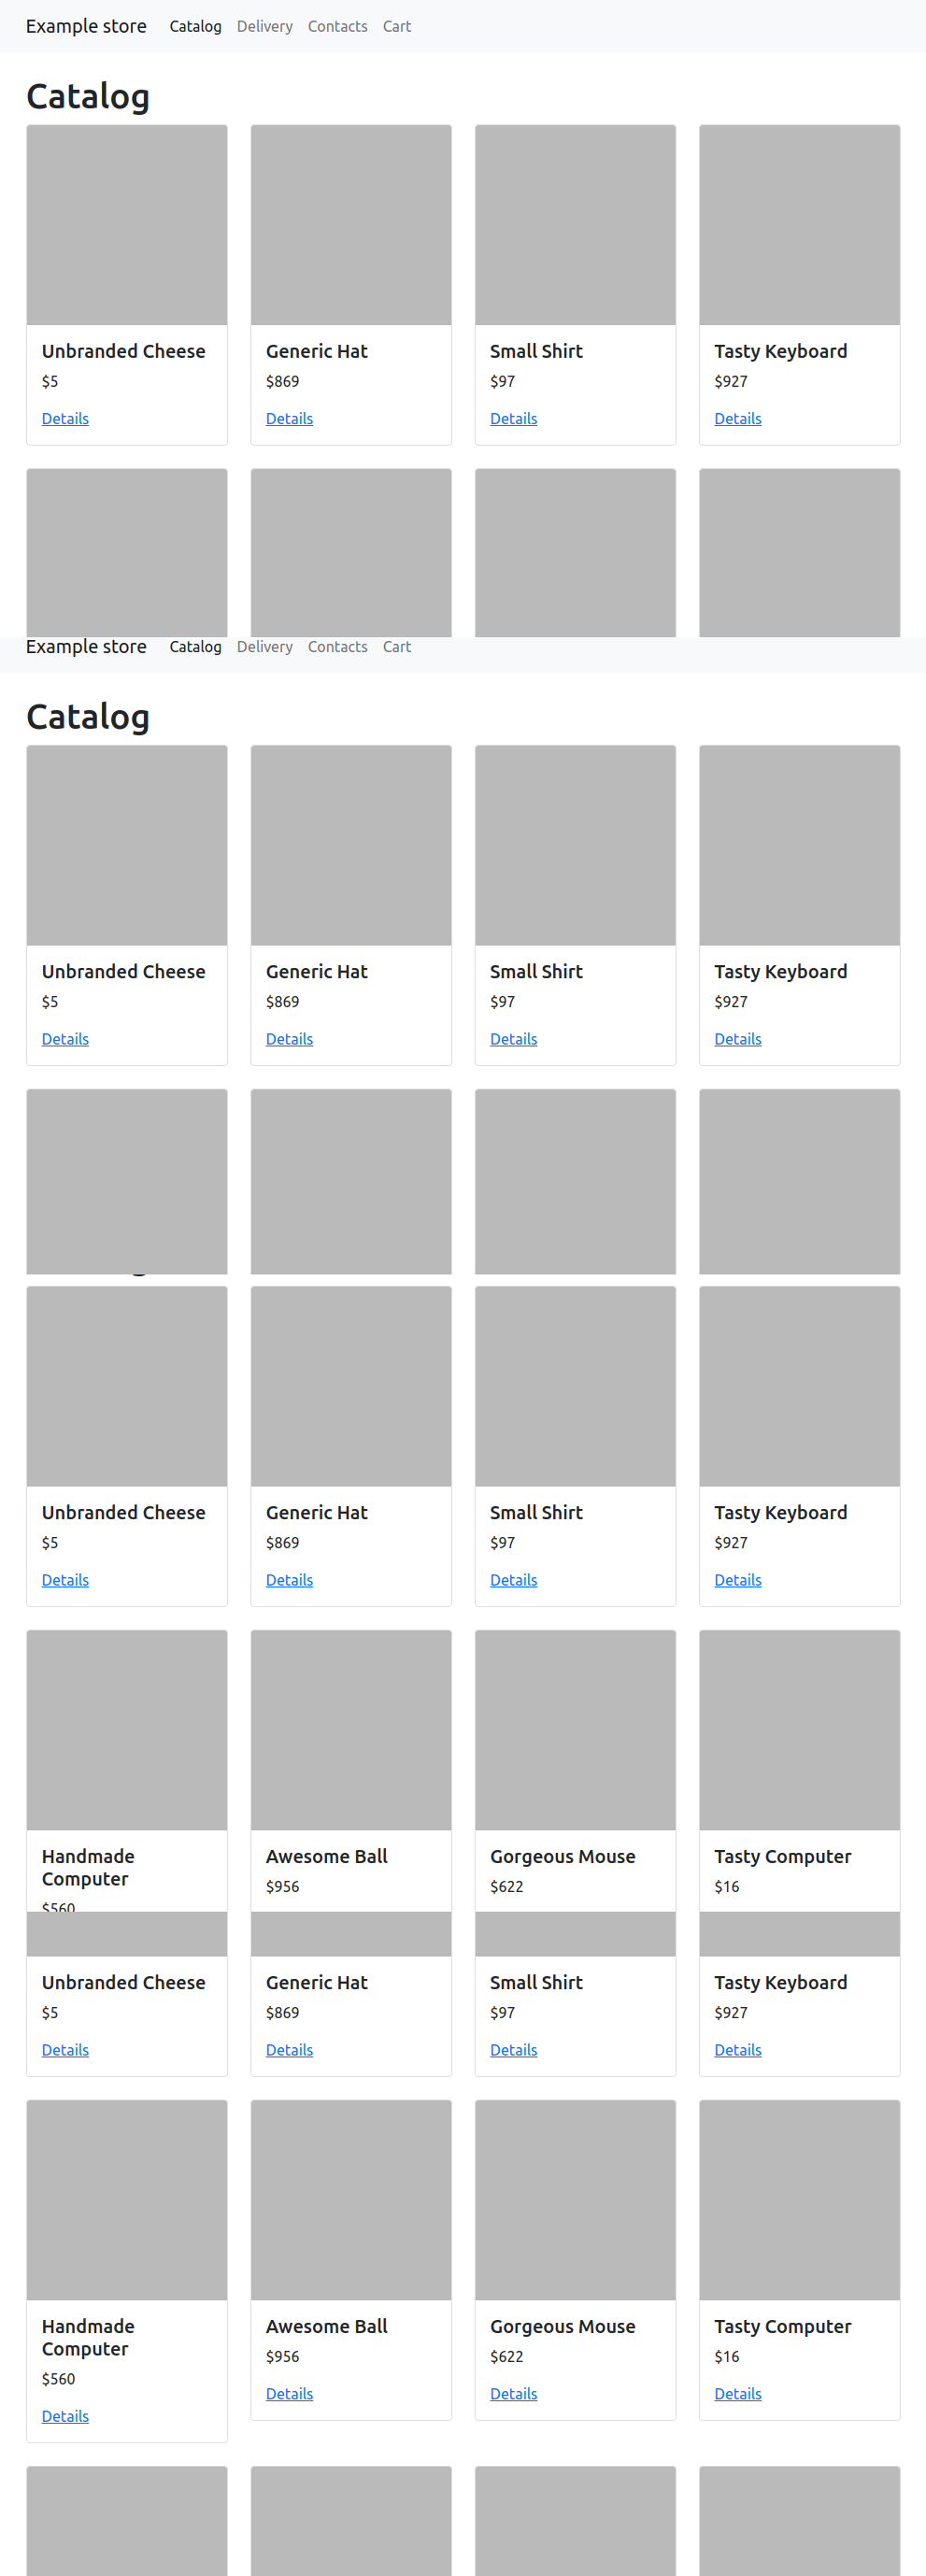 Example store Catalog Delivery Contacts Cart
Catalog
Unbranded Cheese Generic Hat Small Shirt Tasty Keyboard
$5 $869 $97 $927
Details Details Details Details
Example store Catalog Delivery Contacts Cart
Catalog
Unbranded Cheese Generic Hat Small Shirt Tasty Keyboard
$5 $869 $97 $927
Details Details Details Details
Unbranded Cheese Generic Hat Small Shirt Tasty Keyboard
$5 $869 $97 $927
Details Details Details Details
Handmade Awesome Ball Gorgeous Mouse Tasty Computer
Computer $956 $622 $16
$560
Unbranded Cheese Generic Hat Small Shirt Tasty Keyboard
$5 $869 $97 $927
Details Details Details Details
Handmade Awesome Ball Gorgeous Mouse Tasty Computer
Computer $956 $622 $16
$560
Details Details Details
Details